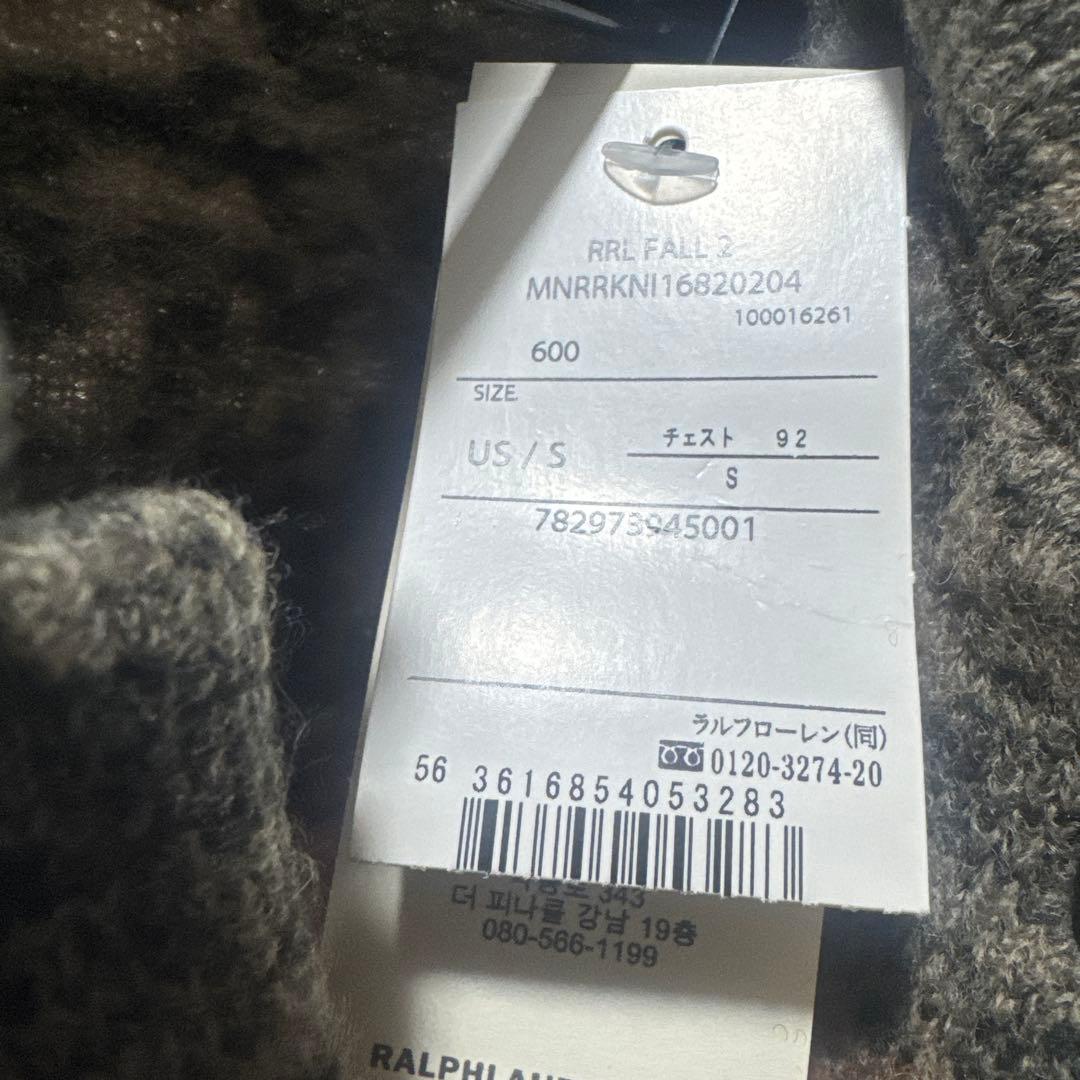 RRL FALL 2
MNRRKNI16820204
100016261
600
SIZE
US / S
チェスト 92
S
782973945001
ラルフローレン(同)
0120-3274-20
56 3616854053283
343
더 피나클 강남 19층
080-566-1199